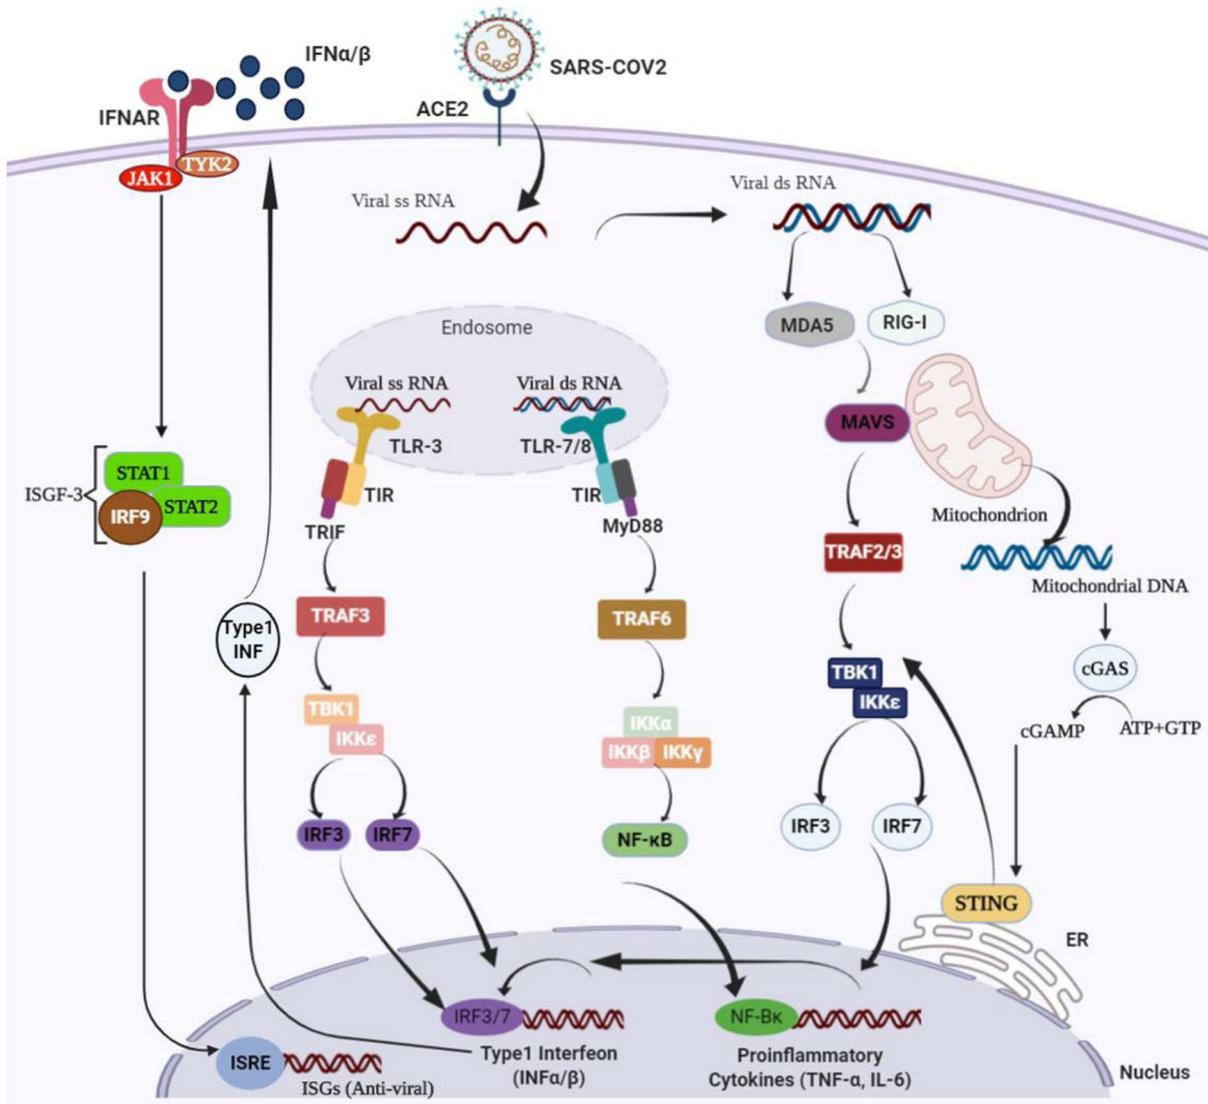 IFNα/β
SARS-COV2
IFNAR
ACE2
TYK2
JAK1
Viral ss RNA
Viral ds RNA
MDA5
RIG-I
Endosome
Viral ss RNA
Viral ds RNA
TLR-3
TLR-7/8
MAVS
TIR
TIR
TRIF
MyD88
Mitochondrion
ISGF-3
STAT1
STAT2
IRF9
TRAF2/3
Mitochondrial DNA
TRAF3
TRAF6
Type1
INF
TBK1
IKKε
cGAS
cGAMP
ATP+GTP
TBK1
IKKε
IKKα
IKKβ
IKKγ
IRF3
IRF7
NF-κB
IRF3
IRF7
STING
ER
IRF3/7
NF-Bκ
Type1 Interfeon
(INFα/β)
Proinflammatory
Cytokines (TNF-α, IL-6)
ISRE
ISGs (Anti-viral)
Nucleus